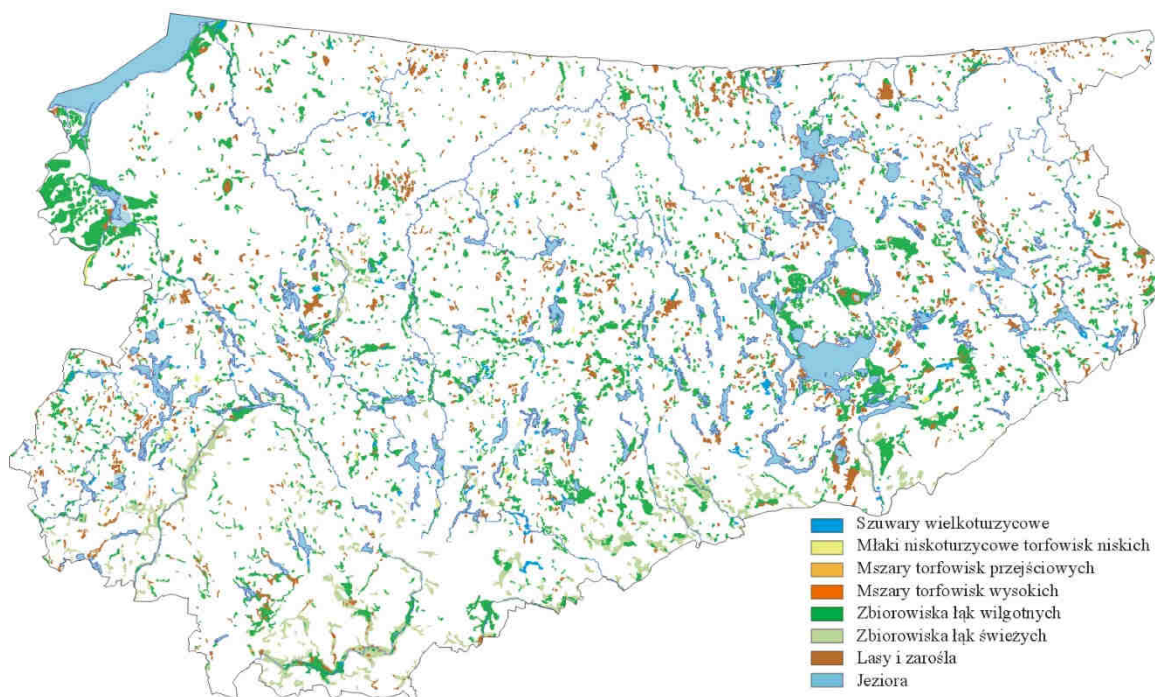 Szuwary wielkoturzycowe
Młaki niskoturzycowe torfowisk niskich
Mszary torfowisk przejściowych
Mszary torfowisk wysokich
Zbiorowiska łąk wilgotnych
Zbiorowiska łąk świeżych
Lasy i zarośla
Jeziora